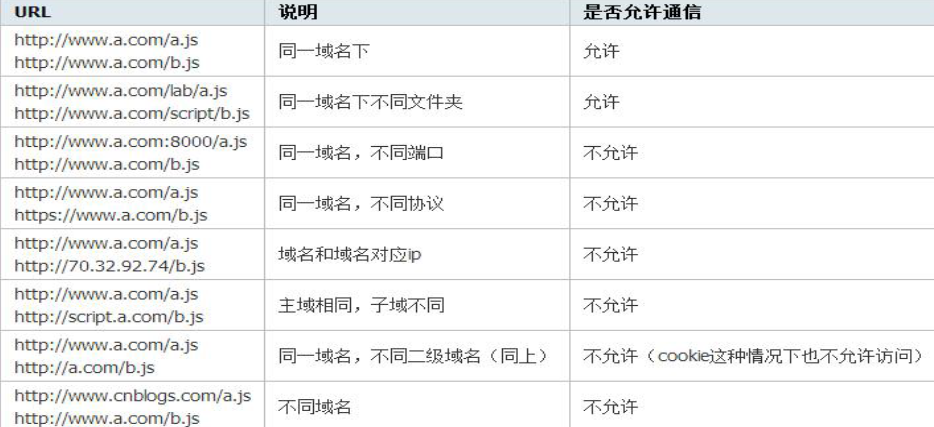 URL 说明 是否允许通信
http://www.a.com/a.js
http://www.a.com/b.js
同一域名下
允许
http://www.a.com/lab/a.js
http://www.a.com/script/b.js
同一域名下不同文件夹
允许
http://www.a.com:8000/a.js
http://www.a.com/b.js
同一域名，不同端口
不允许
http://www.a.com/a.js
https://www.a.com/b.js
同一域名，不同协议
不允许
http://www.a.com/a.js
http://70.32.92.74/b.js
域名和域名对应ip
不允许
http://www.a.com/a.js
http://script.a.com/b.js
主域相同，子域不同
不允许
http://www.a.com/a.js
http://a.com/b.js
同一域名，不同二级域名（同上）
不允许（cookie这种情况下也不允许访问）
http://www.cnblogs.com/a.js
http://www.a.com/b.js
不同域名
不允许